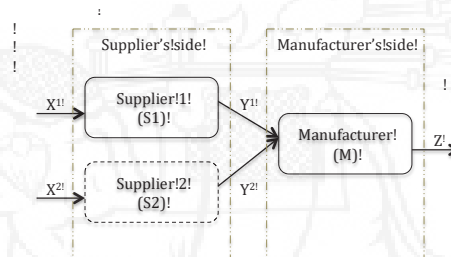 !
!
!
!
Supplier's!side!
Manufacturer's!side!
X1!
Supplier!1!
(S1)!
Y1!
!
Manufacturer!
(M)!
Z!
X2!
Supplier!2!
(S2)!
Y2!